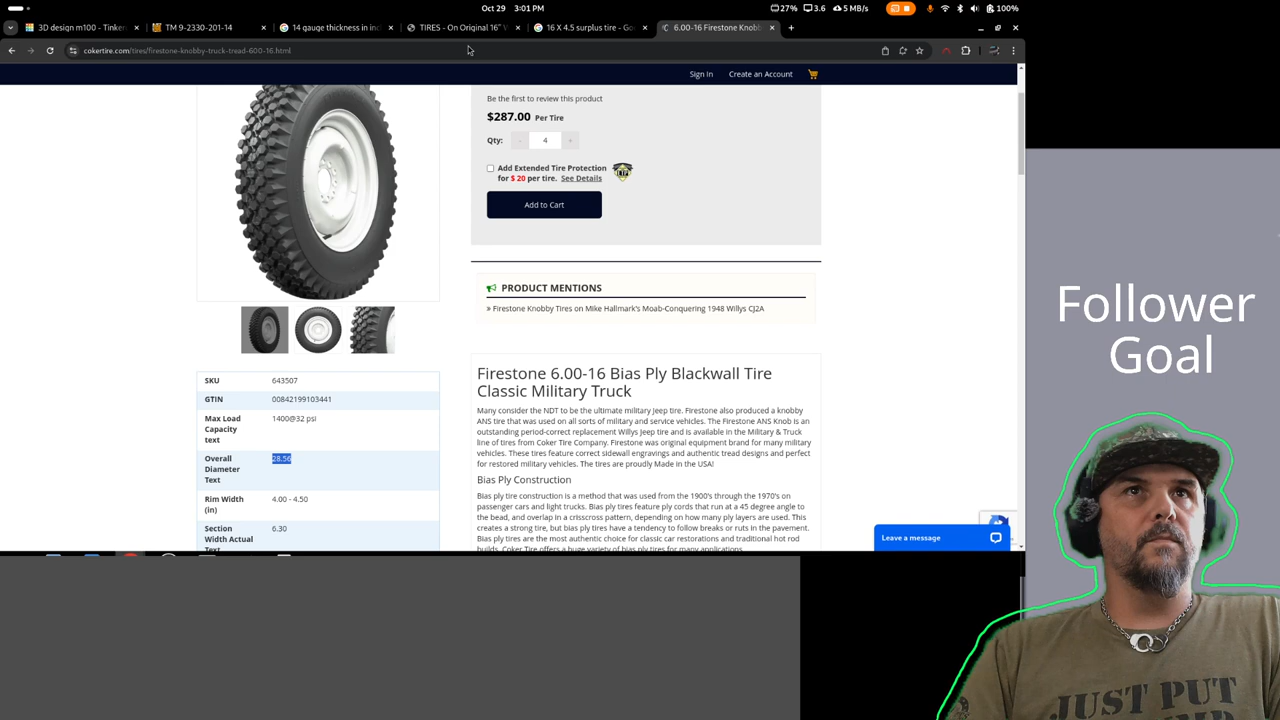 Oct 29 3:01 PM
27% 3.6 5 MB/s 100%
3D design m100 - Tinker
TM 9-2330-201-14
14 gauge thickness in in
TIRES - On Original 16"
16 X 4.5 surplus tire - Go
6.00-16 Firestone Knobb
cokertire.com/tires/firestone-knobby-truck-tread-600-16.html
Sign In
Create an Account
Be the first to review this product
$287.00 Per Tire
Qty: - 4 +
Add Extended Tire Protection
for $ 20 per tire. See Details
Add to Cart
PRODUCT MENTIONS
» Firestone Knobby Tires on Mike Hallmark's Moab-Conquering 1948 Willys CJ2A
SKU 643507
GTIN 00842199103441
Max Load Capacity text 1400@32 psi
Overall Diameter Text 28.56
Rim Width (in) 4.00 - 4.50
Section Width Actual Text 6.30
Firestone 6.00-16 Bias Ply Blackwall Tire
Classic Military Truck
Many consider the NDT to be the ultimate military Jeep tire. Firestone also produced a knobby
ANS tire that was used on all sorts of military and service vehicles. The Firestone ANS Knob is an
outstanding period-correct replacement Willys Jeep tire and is available in the Military & Truck
line of tires from Coker Tire Company. Firestone was original equipment brand for many military
vehicles. These tires feature correct sidewall engravings and authentic tread designs and perfect
for restored military vehicles. The tires are proudly Made in the USA!
Bias Ply Construction
Bias ply tire construction is a method that was used from the 1900's through the 1970's on
passenger cars and light trucks. Bias ply tires feature ply cords that run at a 45 degree angle to
the bead, and overlap in a crisscross pattern, depending on how many ply layers are used. This
creates a strong tire, but bias ply tires have a tendency to follow breaks or ruts in the pavement.
Bias ply tires are the most authentic choice for classic car restorations and traditional hot rod
builds. Coker Tire offers a huge variety of bias ply tires for many applications.
Leave a message
Follower
Goal
JUST PUT